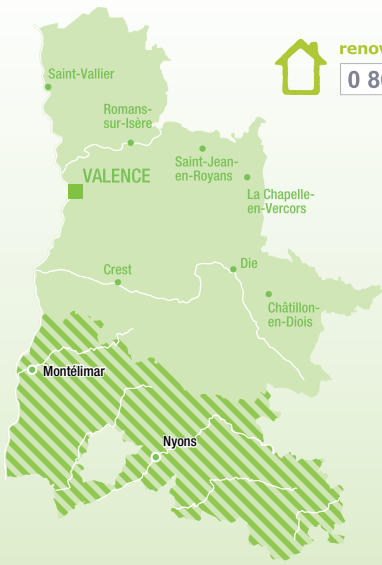 renov
0 80
Saint-Vallier
Romans-
sur-Isère
Saint-Jean-
en-Royans
VALENCE
La Chapelle-
en-Vercors
Crest
Die
Châtillon-
en-Diois
Montélimar
Nyons